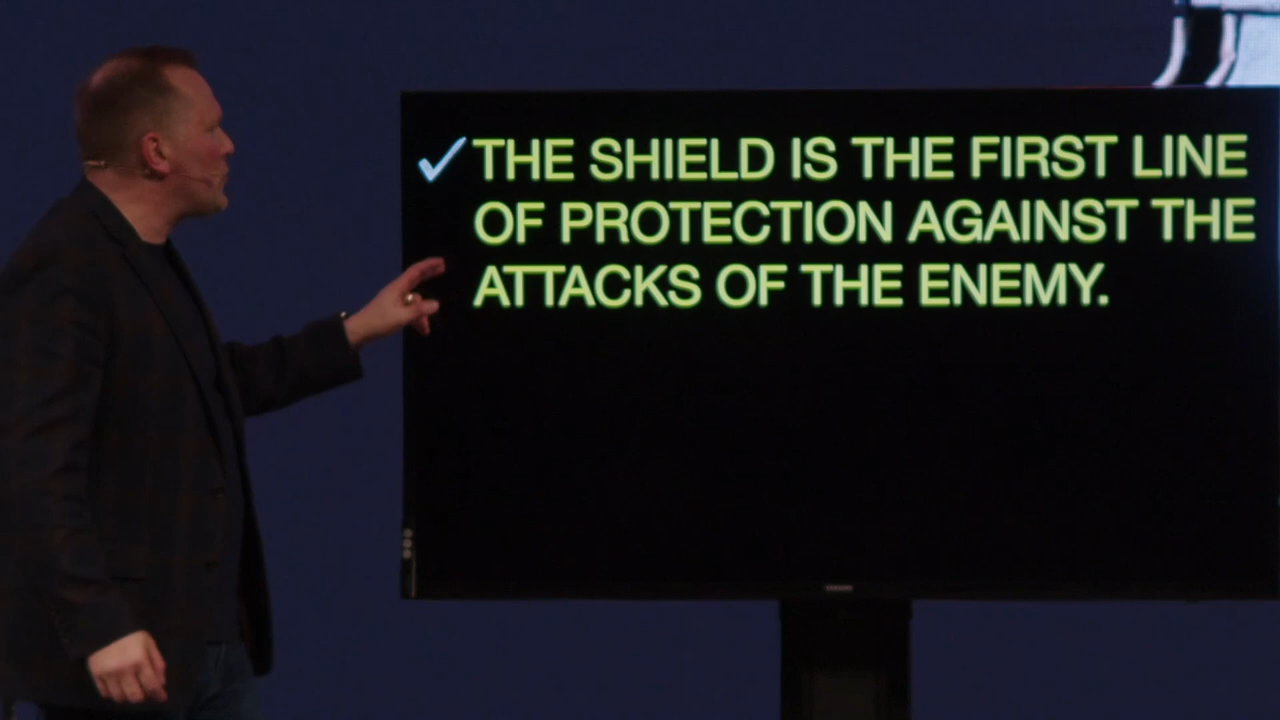 ✓ THE SHIELD IS THE FIRST LINE
OF PROTECTION AGAINST THE
ATTACKS OF THE ENEMY.